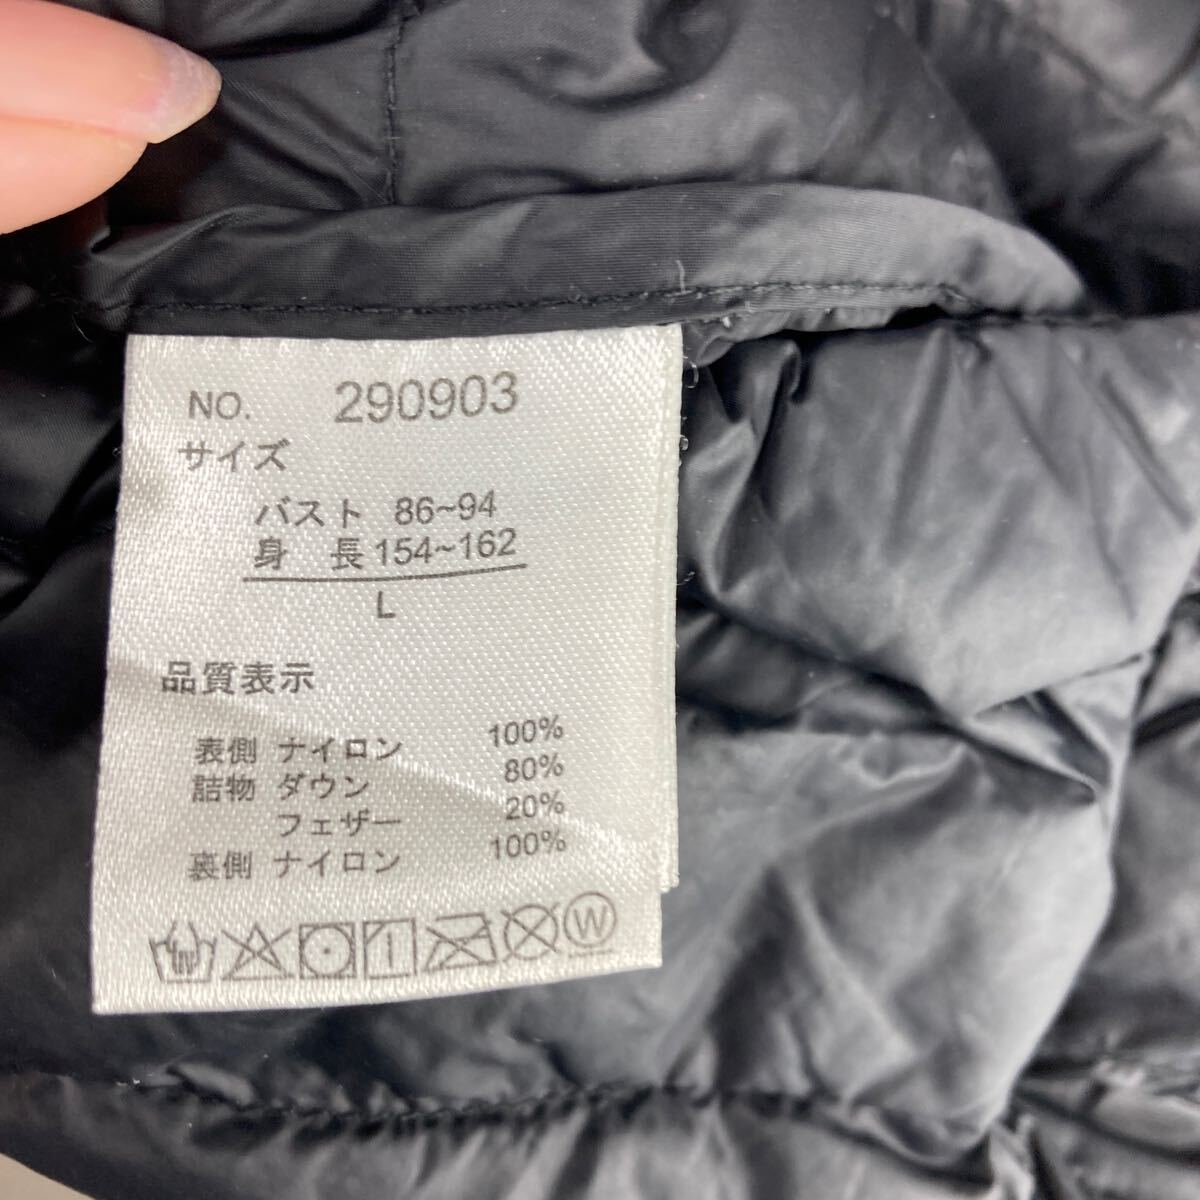 NO. 290903
サイズ
バスト 86~94
身 長 154~162
L
品質表示
表側 ナイロン 100%
詰物 ダウン 80%
フェザー 20%
裏側 ナイロン 100%
W